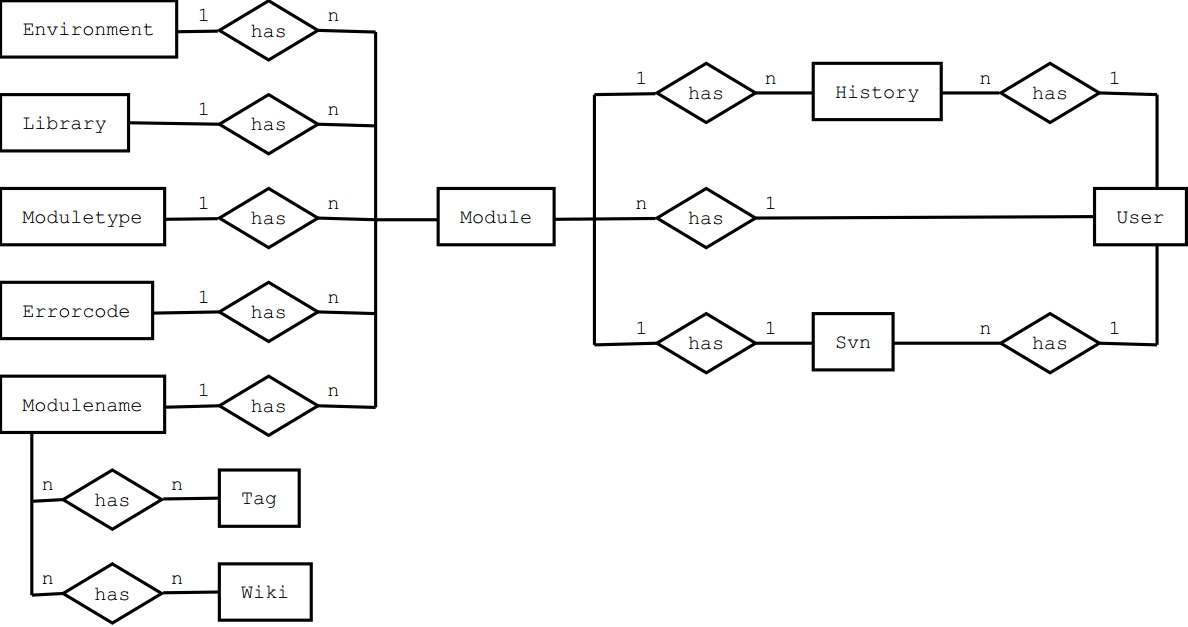 Environment 1 has n
Library 1 has n
Moduletype 1 has n
Errorcode 1 has n
Modulename 1 has n
n has n Tag
n has n Wiki
Module
1 has n History n has 1
n has 1 User
1 has 1 Svn n has 1